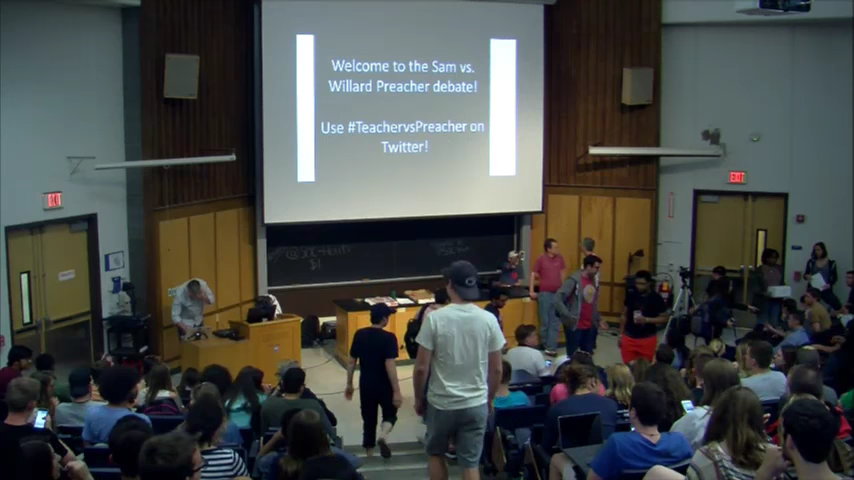 Welcome to the Sam vs.
Willard Preacher debate!
Use #TeachervsPreacher on
Twitter!
EXIT
EXIT